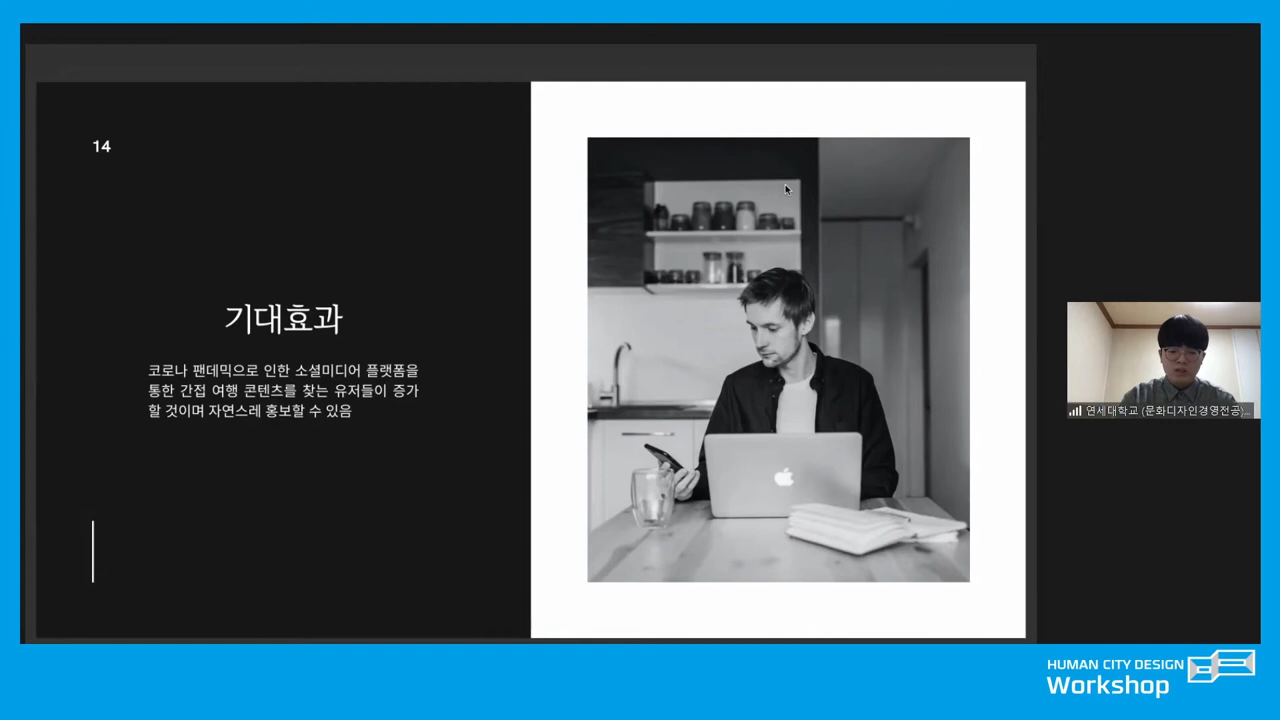 14
기대효과
코로나 팬데믹으로 인한 소셜미디어 플랫폼을
통한 간접 여행 콘텐츠를 찾는 유저들이 증가
할 것이며 자연스레 홍보할 수 있음
연세대학교 (문화디자인경영전공)...
HUMAN CITY DESIGN
Workshop